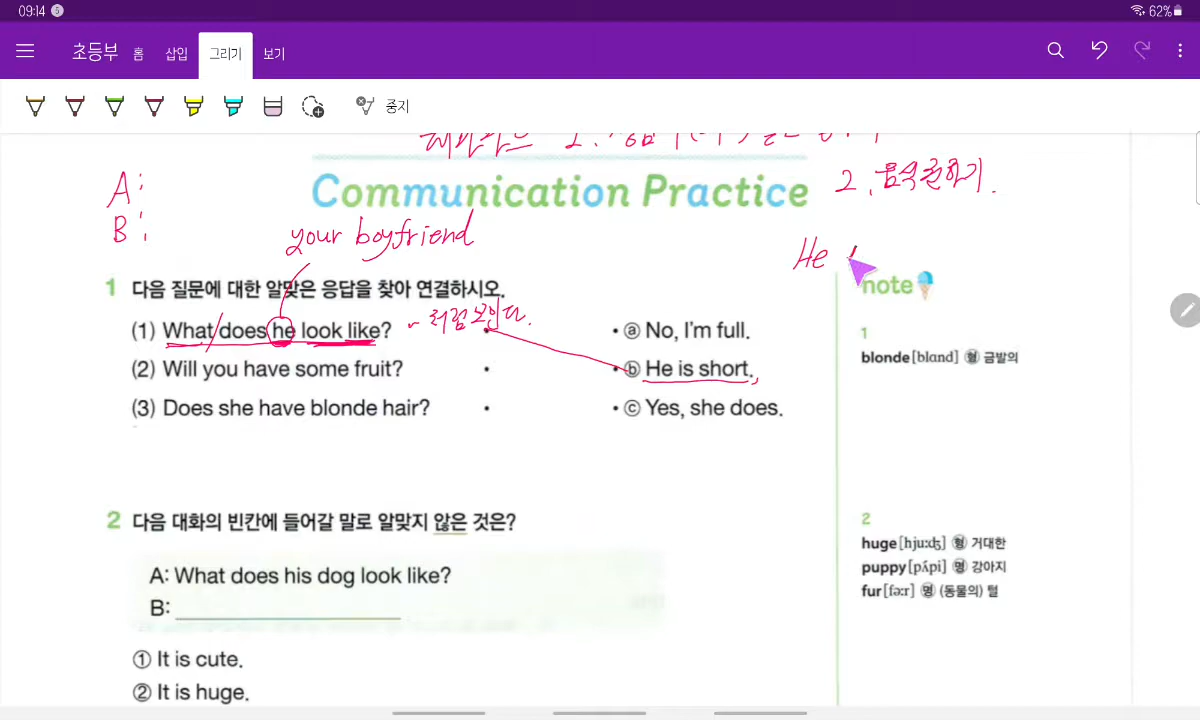 09:14 5 62%
초등부 홈 삽입 그리기 보기
중지
2. 음식권하기.
A:
B:
Communication Practice
your boyfriend
He
note
1 다음 질문에 대한 알맞은 응답을 찾아 연결하시오.
(1) What does he look like? ~처럼 보인다. • • ⓐ No, I'm full.
(2) Will you have some fruit? • • ⓑ He is short.
(3) Does she have blonde hair? • • ⓒ Yes, she does.
1
blonde[blɑnd] 형 금발의
2 다음 대화의 빈칸에 들어갈 말로 알맞지 않은 것은?
A: What does his dog look like?
B:
① It is cute.
② It is huge.
2
huge[hju:dʒ] 형 거대한
puppy[pʌ́pi] 명 강아지
fur[fə:r] 명 (동물의) 털